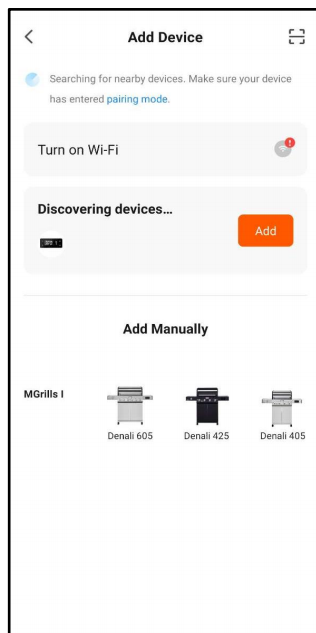 Add Device
Searching for nearby devices. Make sure your device
has entered pairing mode.
Turn on Wi-Fi
Discovering devices...
Add
Add Manually
MGrills I
Denali 605
Denali 425
Denali 405